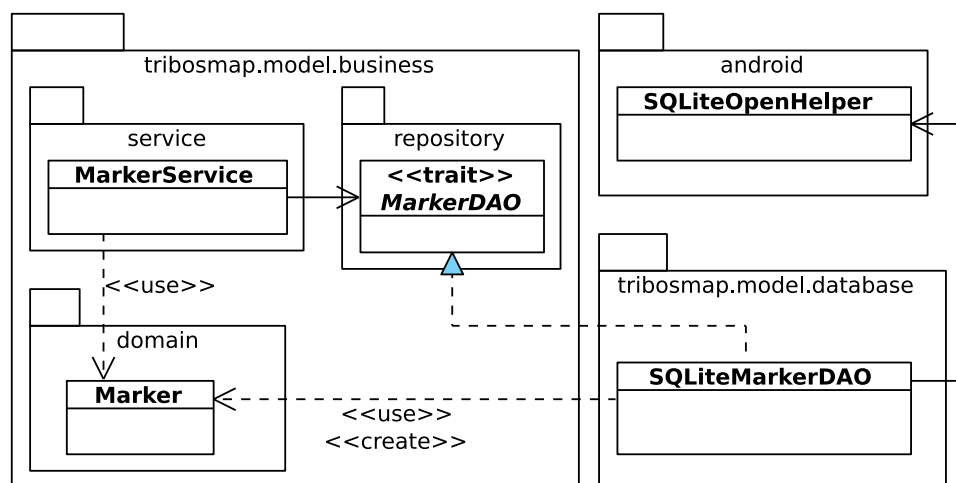 tribosmap.model.business
android
SQLiteOpenHelper
service
repository
MarkerService
<<trait>>
MarkerDAO
<<use>>
tribosmap.model.database
domain
SQLiteMarkerDAO
Marker
<<use>>
<<create>>